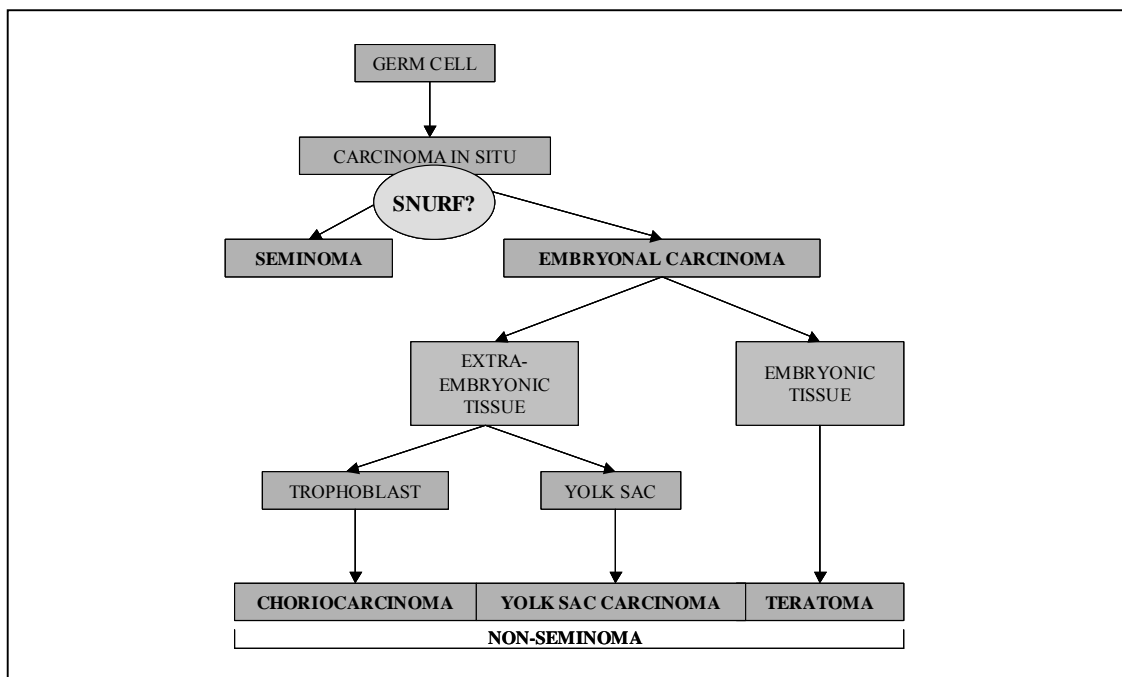 GERM CELL
CARCINOMA IN SITU
SNURF?
SEMINOMA
EMBRYONAL CARCINOMA
EXTRA-
EMBRYONIC
TISSUE
EMBRYONIC
TISSUE
TROPHOBLAST
YOLK SAC
CHORIOCARCINOMA
YOLK SAC CARCINOMA
TERATOMA
NON-SEMINOMA